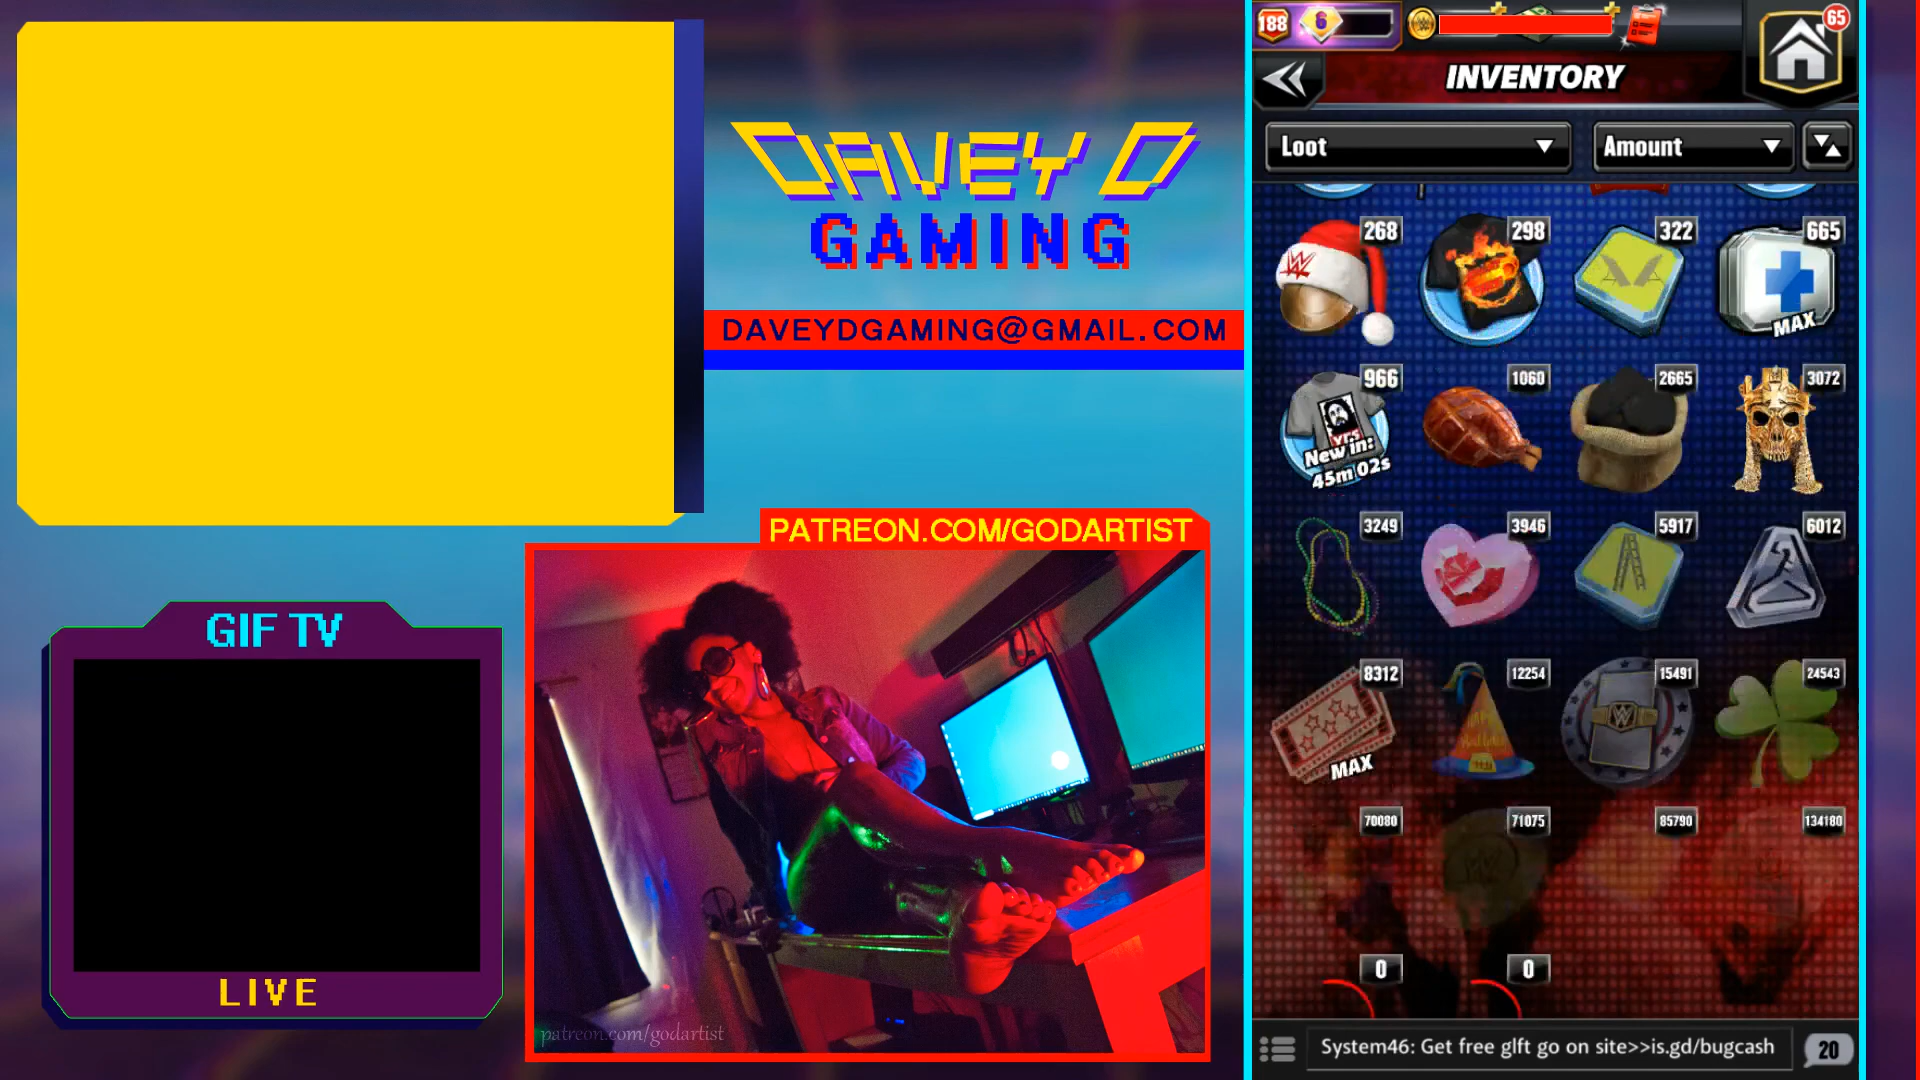 DAVEY D
GAMING
DAVEYDGAMING@GMAIL.COM
PATREON.COM/GODARTIST
patreon.com/godartist
GIF TV
LIVE
188
6
65
INVENTORY
Loot
Amount
268
298
322
665
MAX
966
YES
New in:
45m 02s
1060
2665
3072
3249
3946
5917
6012
8312
MAX
12254
15491
24543
70080
71075
85790
134180
0
0
System46: Get free glft go on site>>is.gd/bugcash
20